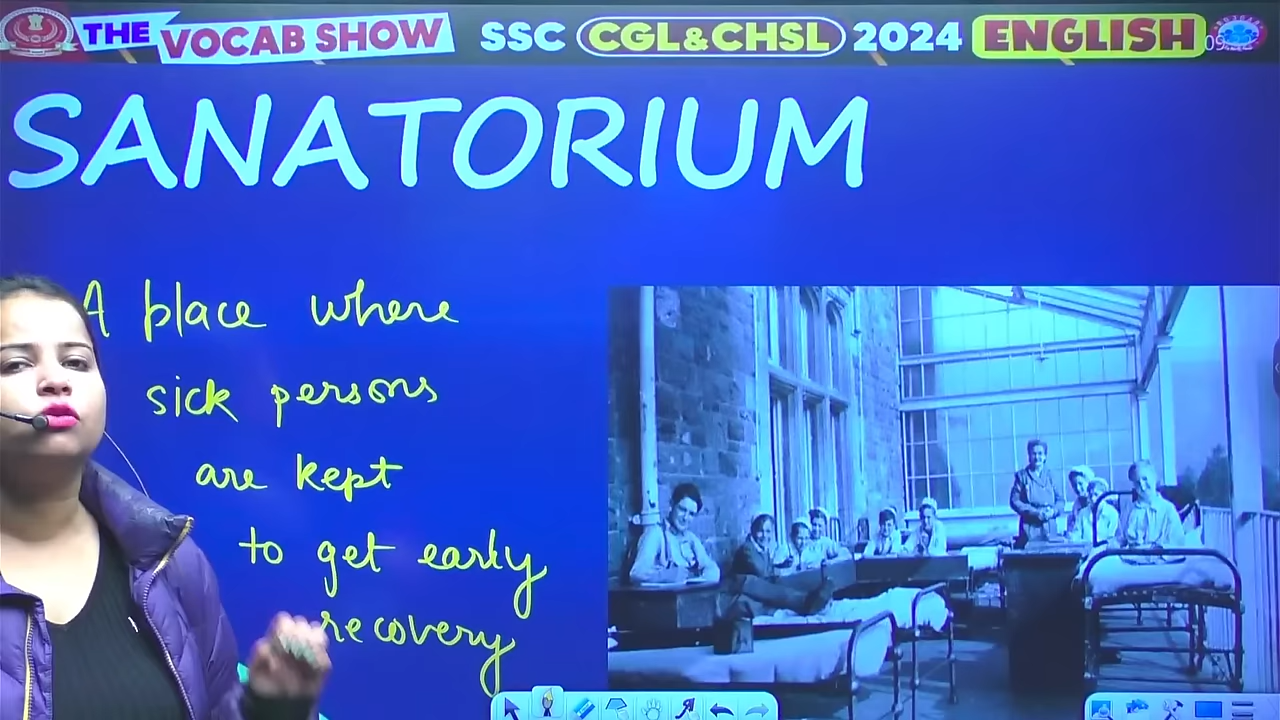 THE VOCAB SHOW SSC CGL&CHSL 2024 ENGLISH
SANATORIUM
A place where
sick persons
are kept
to get early
recovery